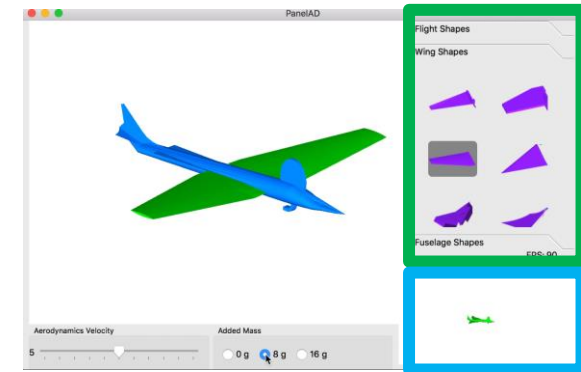 PanelAD
Flight Shapes
Wing Shapes
Fuselage Shapes
FPS: 90
Aerodynamics Velocity
5
Added Mass
0 g
8 g
16 g